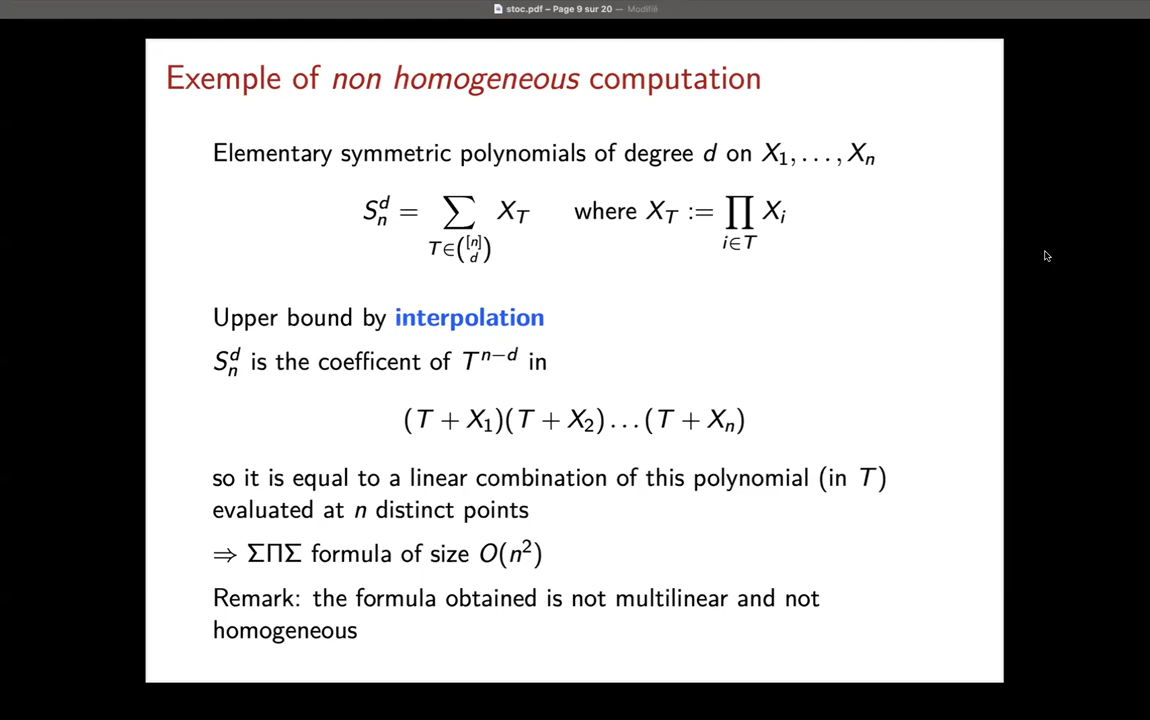 stoc.pdf – Page 9 sur 20 — Modifié
Exemple of non homogeneous computation
Elementary symmetric polynomials of degree d on X₁, . . . , Xₙ
Sₙᵈ = ∑_{T∈([n] d)} X_T where X_T := ∏_{i∈T} X_i
Upper bound by interpolation
Sₙᵈ is the coefficent of Tⁿ⁻ᵈ in
(T + X₁)(T + X₂) . . . (T + Xₙ)
so it is equal to a linear combination of this polynomial (in T)
evaluated at n distinct points
⇒ ΣΠΣ formula of size O(n²)
Remark: the formula obtained is not multilinear and not
homogeneous